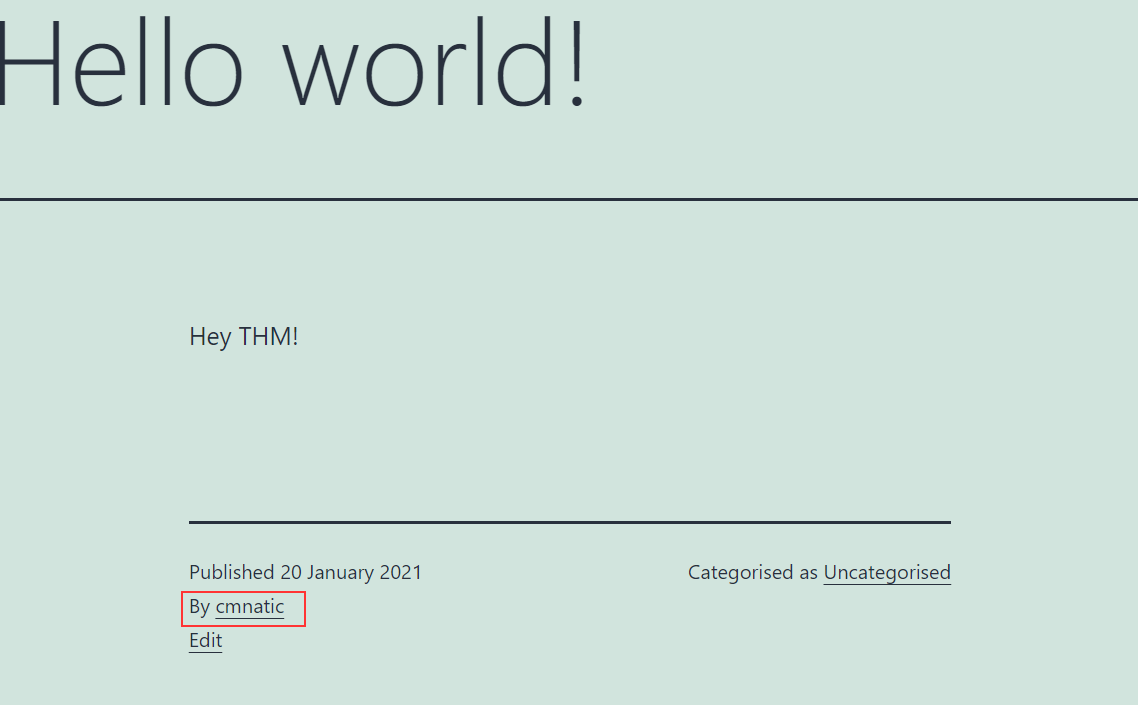 Hello world!
Hey THM!
Published 20 January 2021
Categorised as Uncategorised
By cmnatic
Edit